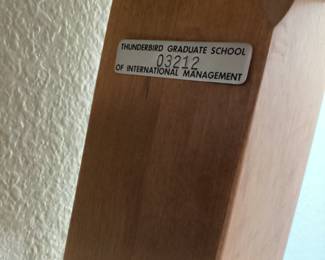 THUNDERBIRD GRADUATE SCHOOL
03212
OF INTERNATIONAL MANAGEMENT